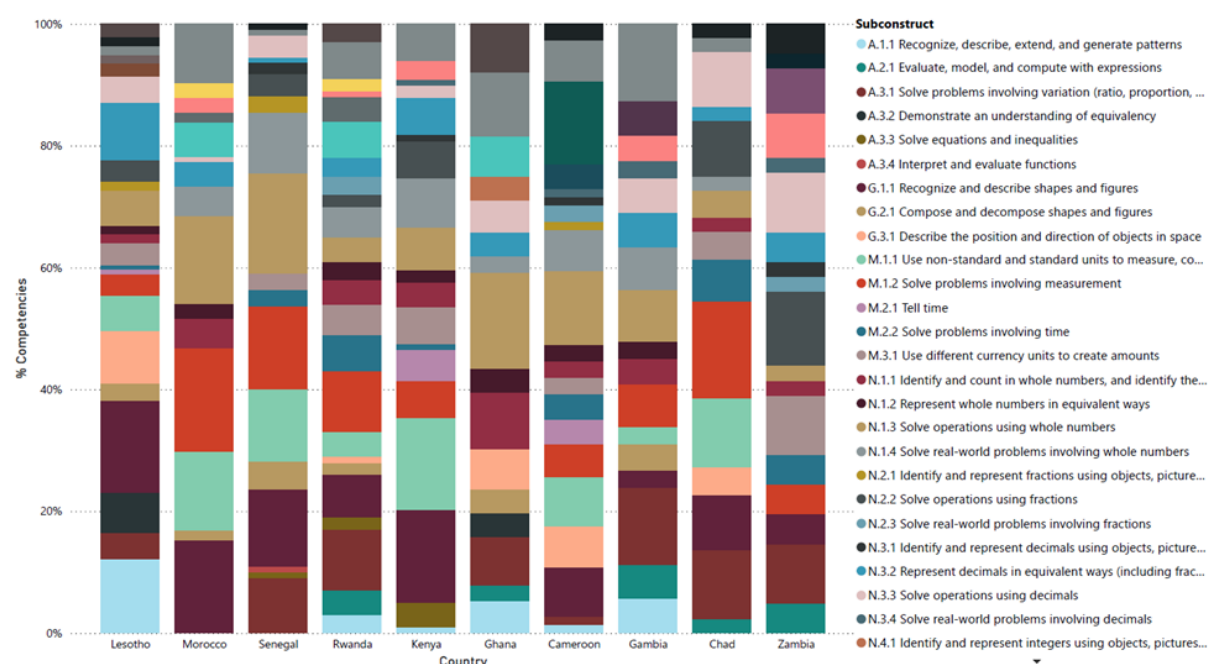 100%
80%
60%
40%
20%
0%
% Competencies
Lesotho Morocco Senegal Rwanda Kenya Ghana Cameroon Gambia Chad Zambia
Country
Subconstruct
A.1.1 Recognize, describe, extend, and generate patterns
A.2.1 Evaluate, model, and compute with expressions
A.3.1 Solve problems involving variation (ratio, proportion, ...
A.3.2 Demonstrate an understanding of equivalency
A.3.3 Solve equations and inequalities
A.3.4 Interpret and evaluate functions
G.1.1 Recognize and describe shapes and figures
G.2.1 Compose and decompose shapes and figures
G.3.1 Describe the position and direction of objects in space
M.1.1 Use non-standard and standard units to measure, co...
M.1.2 Solve problems involving measurement
M.2.1 Tell time
M.2.2 Solve problems involving time
M.3.1 Use different currency units to create amounts
N.1.1 Identify and count in whole numbers, and identify the...
N.1.2 Represent whole numbers in equivalent ways
N.1.3 Solve operations using whole numbers
N.1.4 Solve real-world problems involving whole numbers
N.2.1 Identify and represent fractions using objects, picture...
N.2.2 Solve operations using fractions
N.2.3 Solve real-world problems involving fractions
N.3.1 Identify and represent decimals using objects, picture...
N.3.2 Represent decimals in equivalent ways (including frac...
N.3.3 Solve operations using decimals
N.3.4 Solve real-world problems involving decimals
N.4.1 Identify and represent integers using objects, pictures...